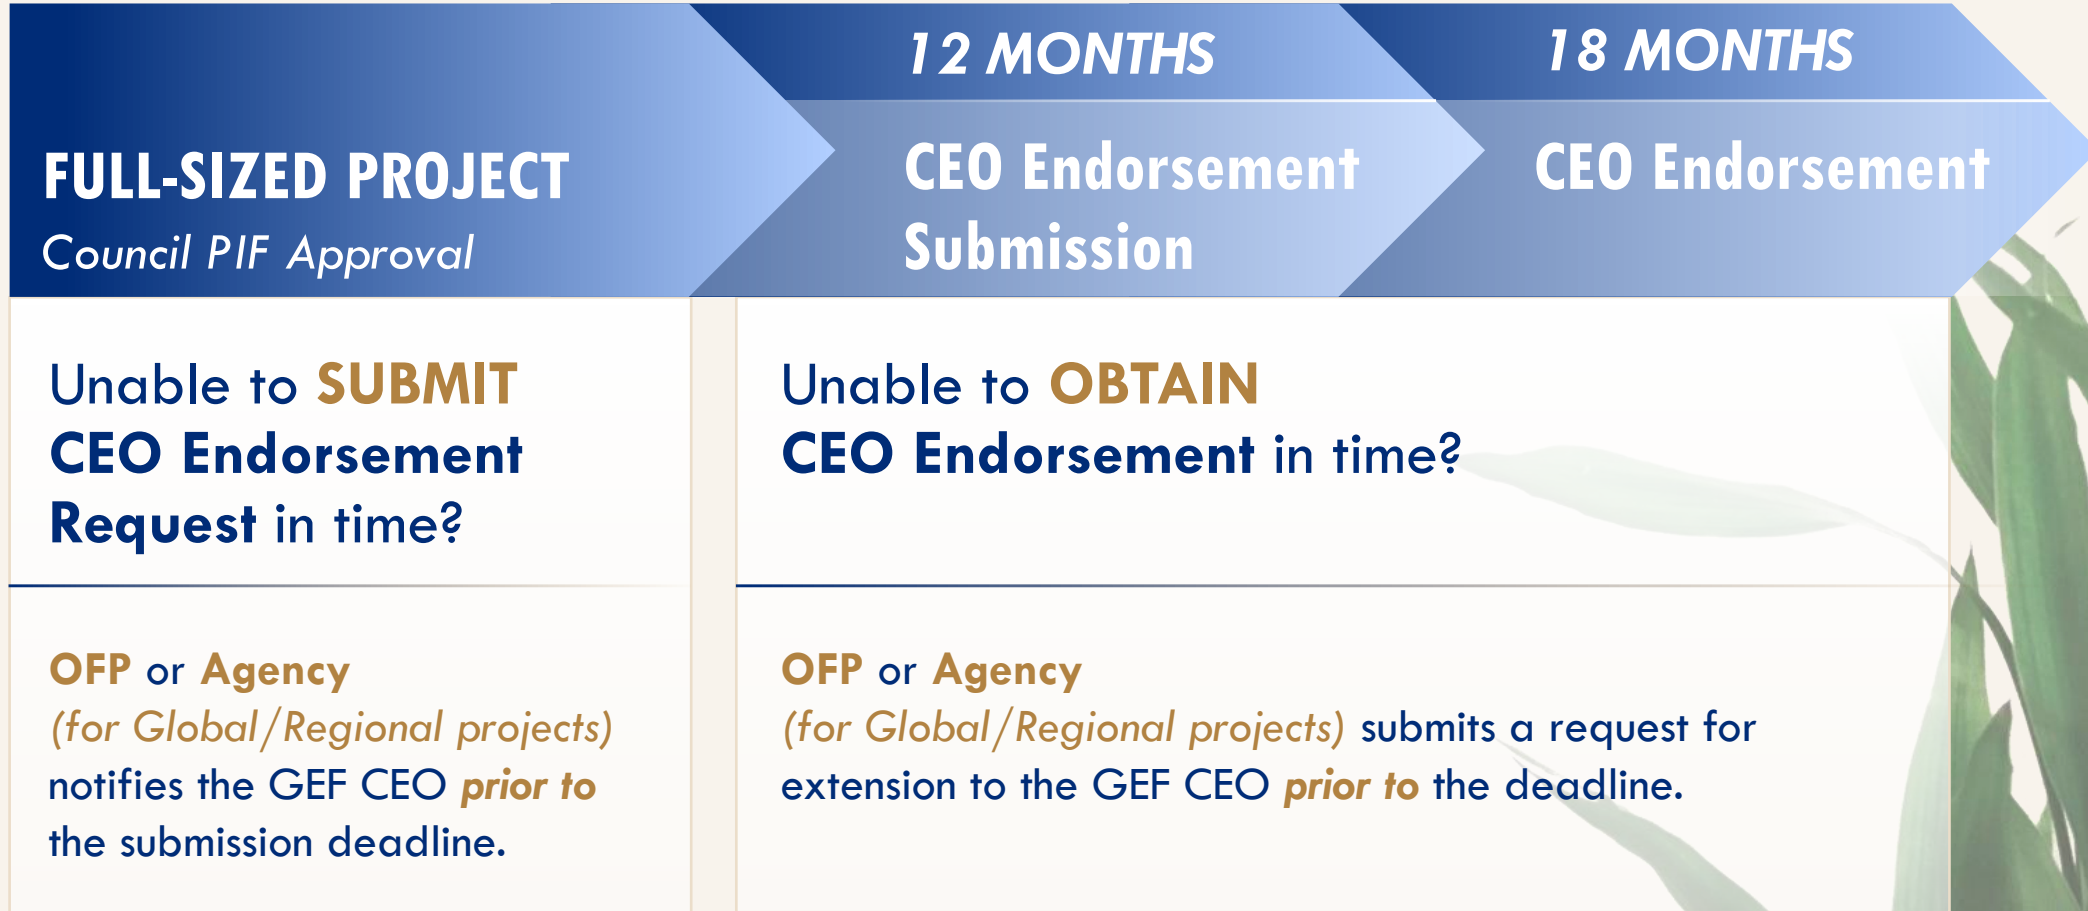 FULL-SIZED PROJECT
Council PIF Approval
12 MONTHS
CEO Endorsement
Submission
18 MONTHS
CEO Endorsement
Unable to SUBMIT
CEO Endorsement
Request in time?
OFP or Agency
(for Global/Regional projects)
notifies the GEF CEO prior to
the submission deadline.
Unable to OBTAIN
CEO Endorsement in time?
OFP or Agency
(for Global/Regional projects) submits a request for
extension to the GEF CEO prior to the deadline.